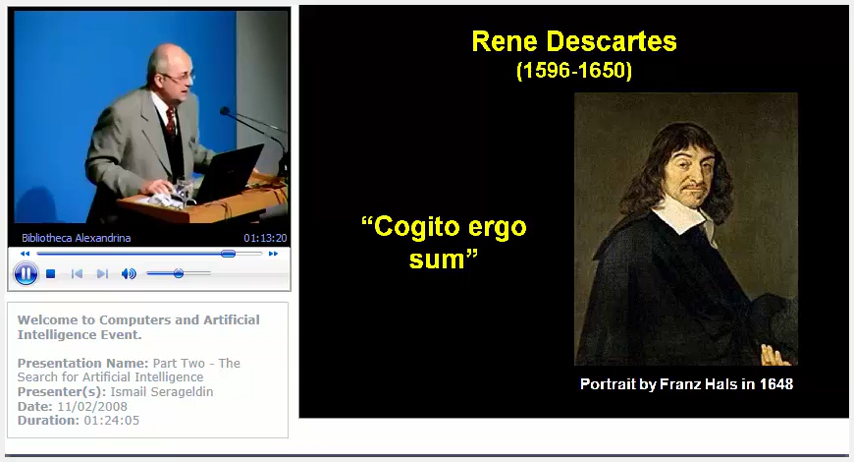 Bibliotheca Alexandrina
01:13:20
Welcome to Computers and Artificial
Intelligence Event.
Presentation Name: Part Two - The
Search for Artificial Intelligence
Presenter(s): Ismail Serageldin
Date: 11/02/2008
Duration: 01:24:05
Rene Descartes
(1596-1650)
“Cogito ergo
sum”
Portrait by Franz Hals in 1648